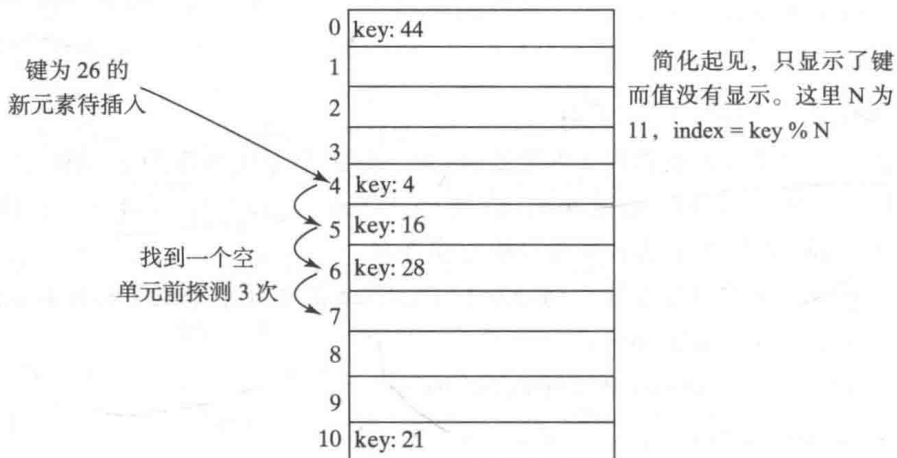 0 key: 44
1
2
3
4 key: 4
5 key: 16
6 key: 28
7
8
9
10 key: 21
键为 26 的
新元素待插入
找到一个空
单元前探测 3 次
简化起见，只显示了键
而值没有显示。这里 N 为
11，index = key % N